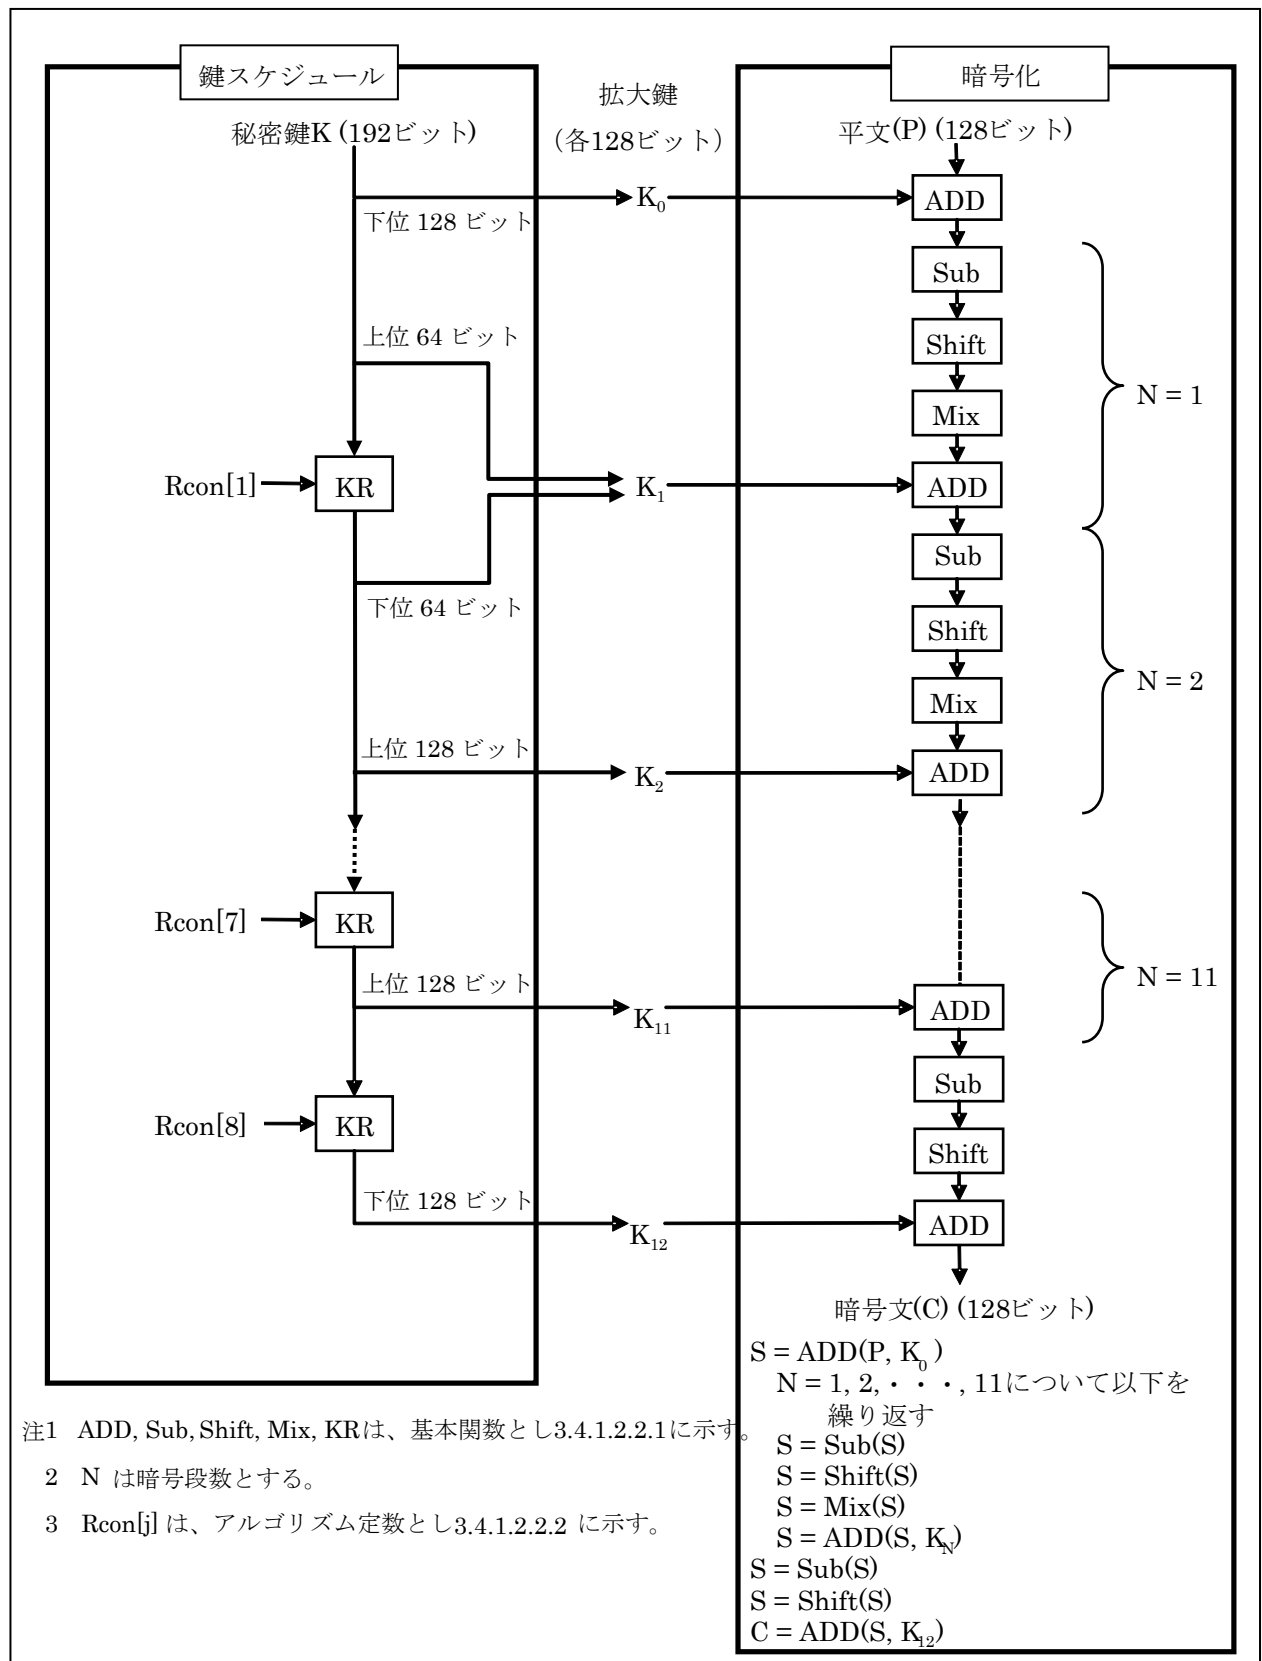 鍵スケジュール
秘密鍵K (192ビット)
拡大鍵
（各128ビット）
暗号化
平文(P) (128ビット)
下位 128 ビット
K0
ADD
Sub
Shift
Mix
ADD
N = 1
上位 64 ビット
Rcon[1]
KR
K1
下位 64 ビット
Sub
Shift
Mix
ADD
N = 2
上位 128 ビット
K2
Rcon[7]
KR
上位 128 ビット
K11
ADD
N = 11
Sub
Shift
ADD
Rcon[8]
KR
下位 128 ビット
K12
暗号文(C) (128ビット)
S = ADD(P, K0)
N = 1, 2,・・・, 11について以下を
繰り返す
S = Sub(S)
S = Shift(S)
S = Mix(S)
S = ADD(S, KN)
S = Sub(S)
S = Shift(S)
C = ADD(S, K12)
注1 ADD, Sub, Shift, Mix, KRは、基本関数とし3.4.1.2.2.1に示す。
2 N は暗号段数とする。
3 Rcon[j] は、アルゴリズム定数とし3.4.1.2.2.2 に示す。